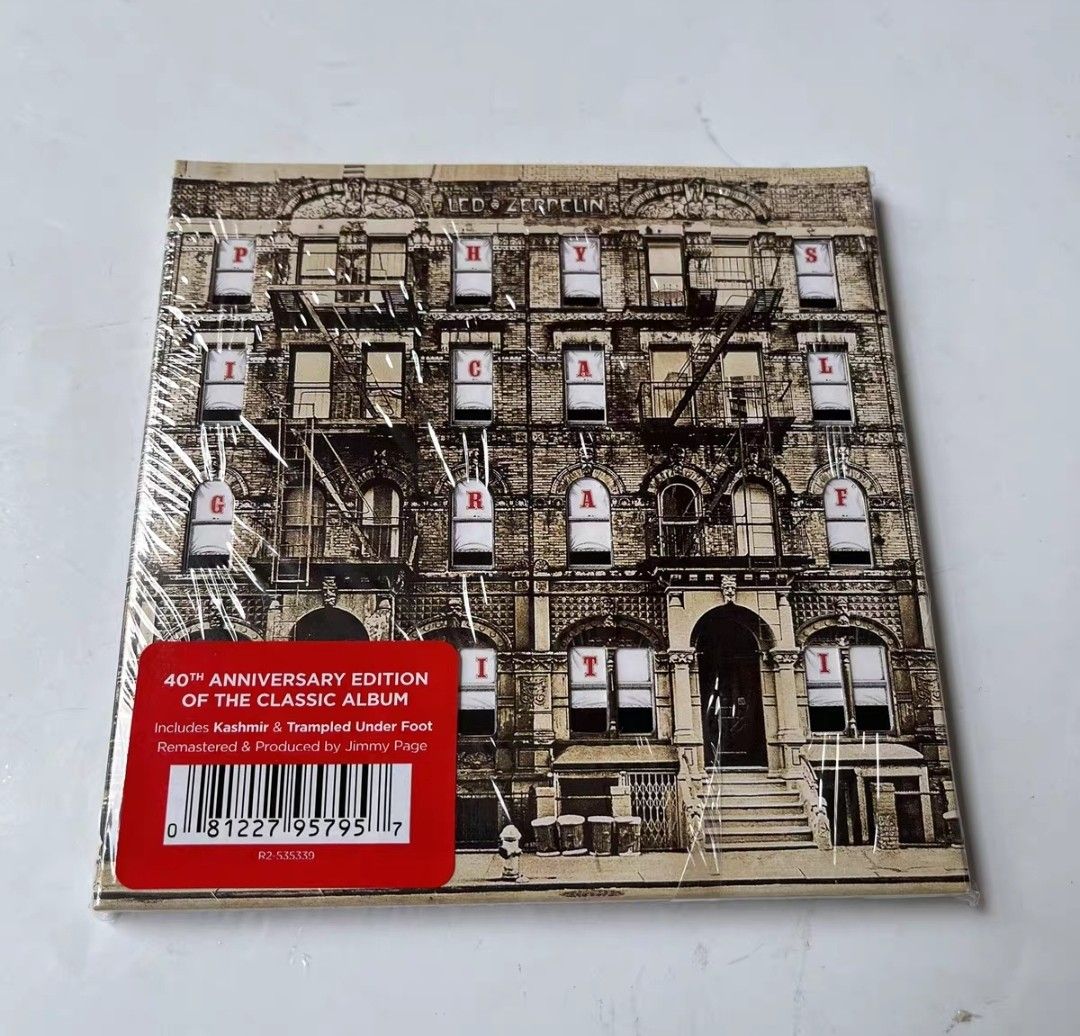 LED ZEPPELIN
P H Y S
I C A L
G R A F
I T I
40TH ANNIVERSARY EDITION
OF THE CLASSIC ALBUM
Includes Kashmir & Trampled Under Foot
Remastered & Produced by Jimmy Page
0 81227 95795 7
R2-535339